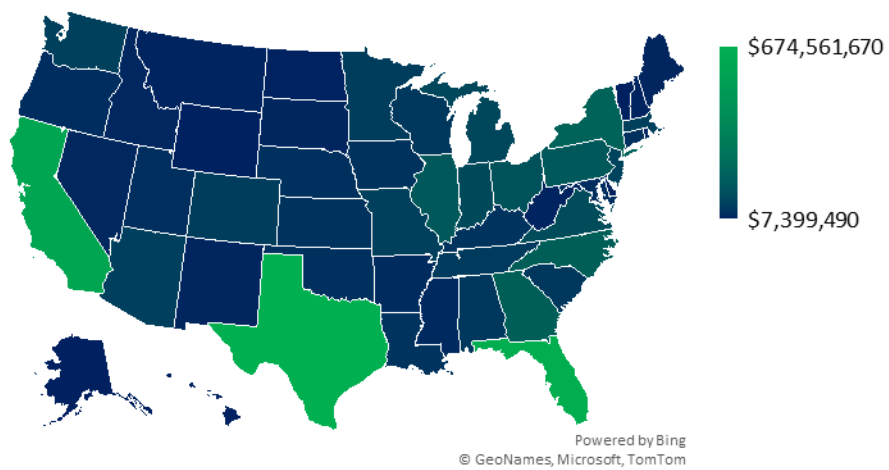 $674,561,670
$7,399,490
Powered by Bing
© GeoNames, Microsoft, TomTom